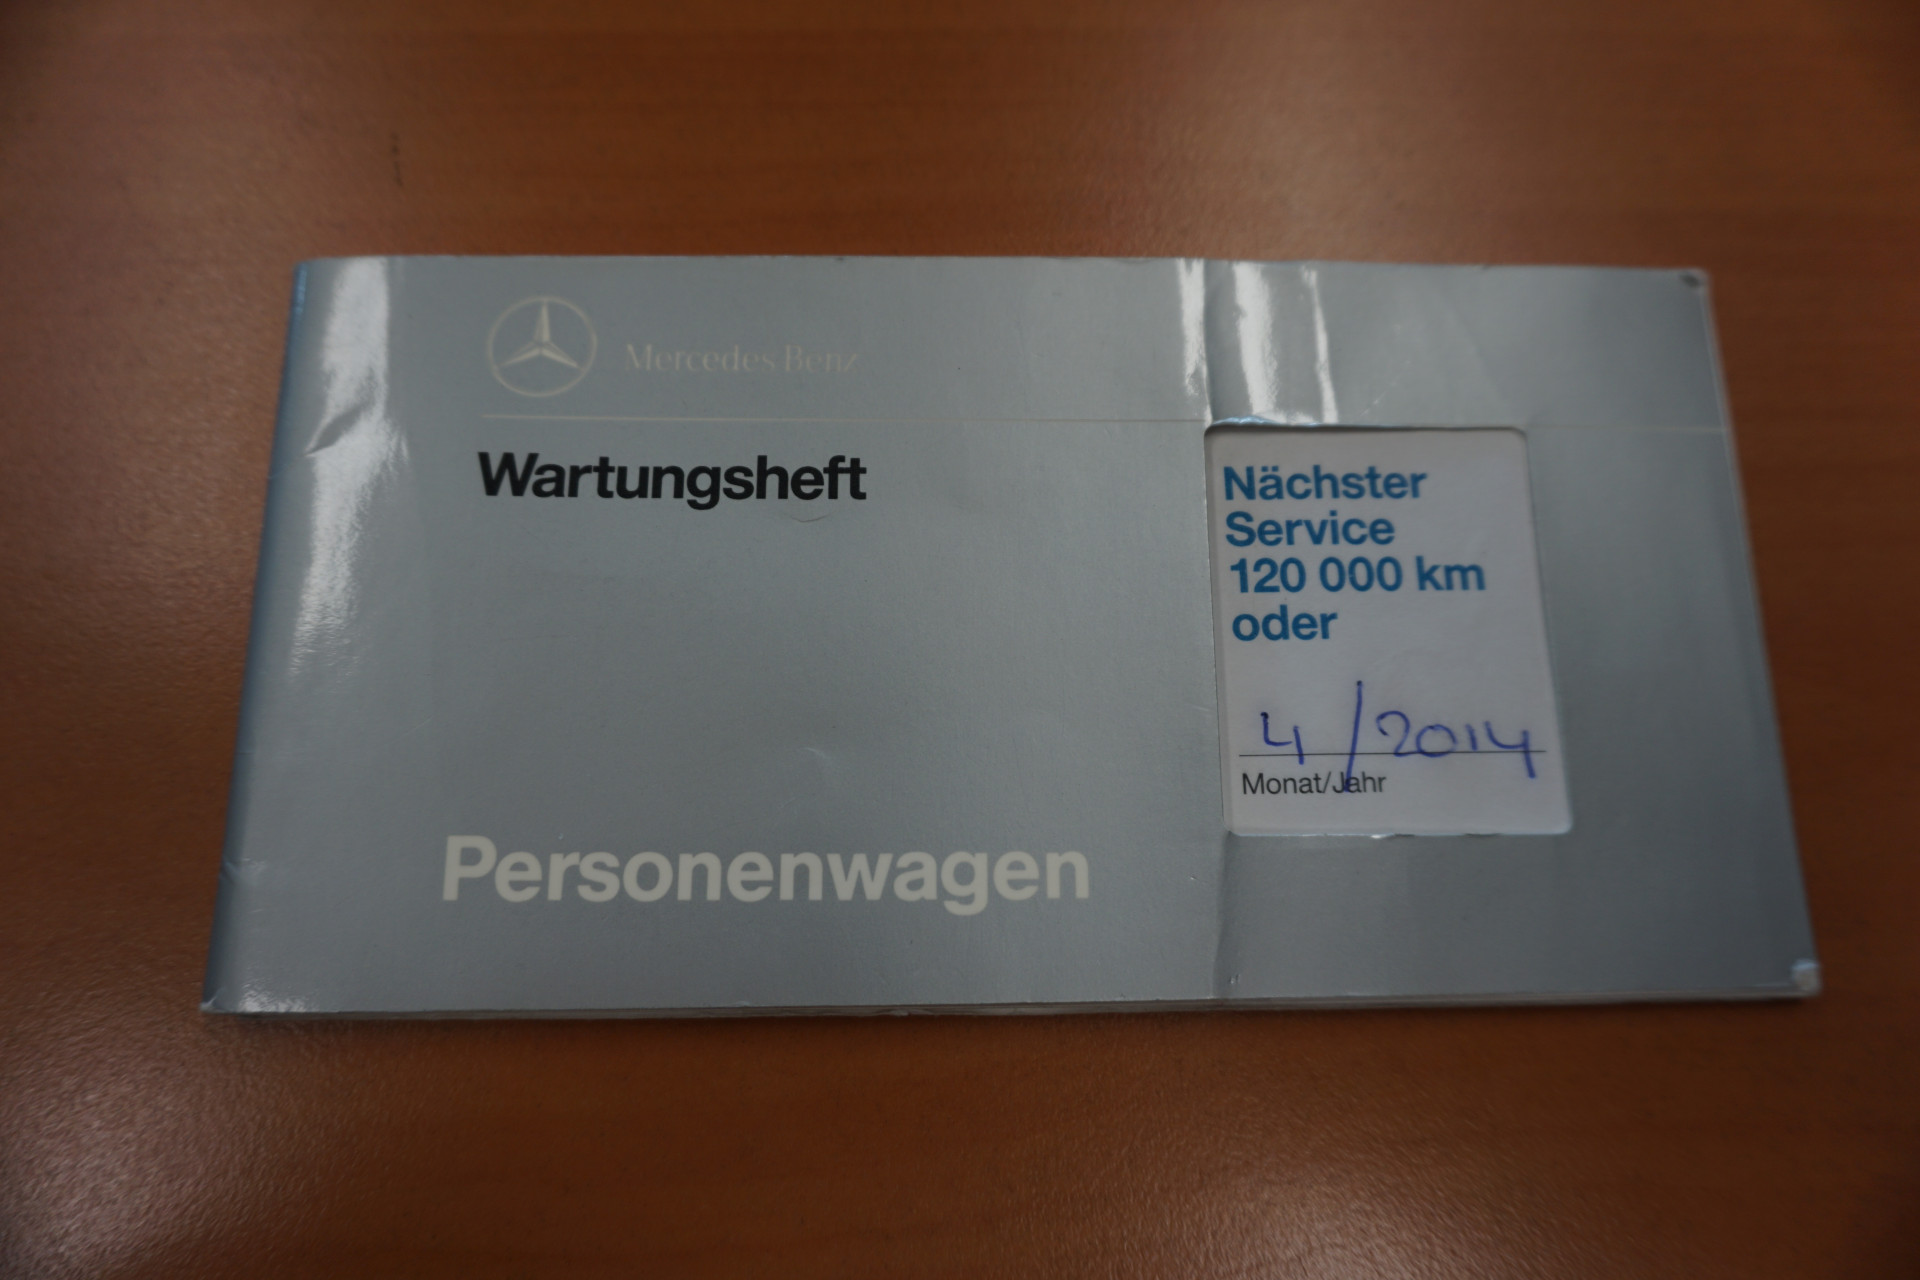 Mercedes Benz
Wartungsheft
Nächster
Service
120 000 km
oder
4/2014
Monat/Jahr
Personenwagen